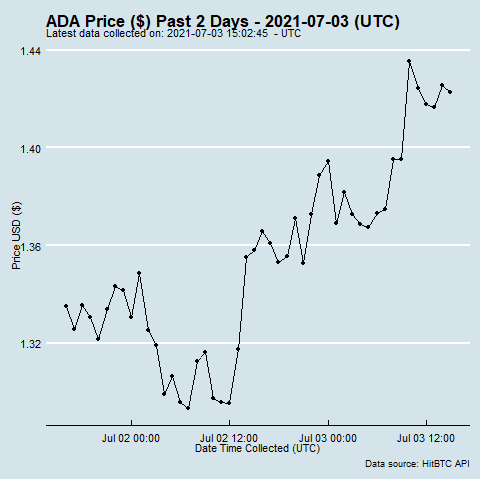 ADA Price ($) Past 2 Days - 2021-07-03 (UTC)
Latest data collected on: 2021-07-03 15:02:45  - UTC
1.44
1.40
1.36
1.32
Price USD ($)
Jul 02 00:00
Jul 02 12:00
Jul 03 00:00
Jul 03 12:00
Date Time Collected (UTC)
Data source: HitBTC API